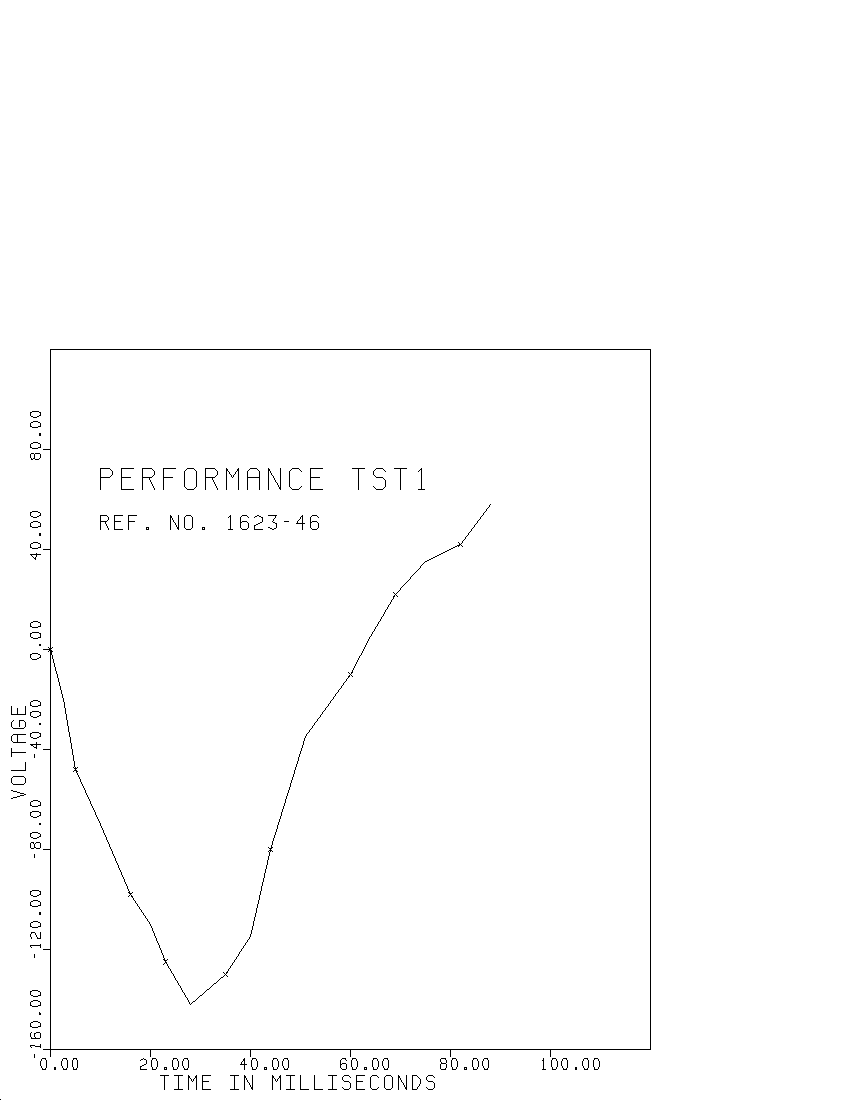 PERFORMANCE TST1
REF. NO. 1623-46
VOLTAGE
80.00
40.00
0.00
-40.00
-80.00
-120.00
-160.00
0.00 20.00 40.00 60.00 80.00 100.00
TIME IN MILLISECONDS